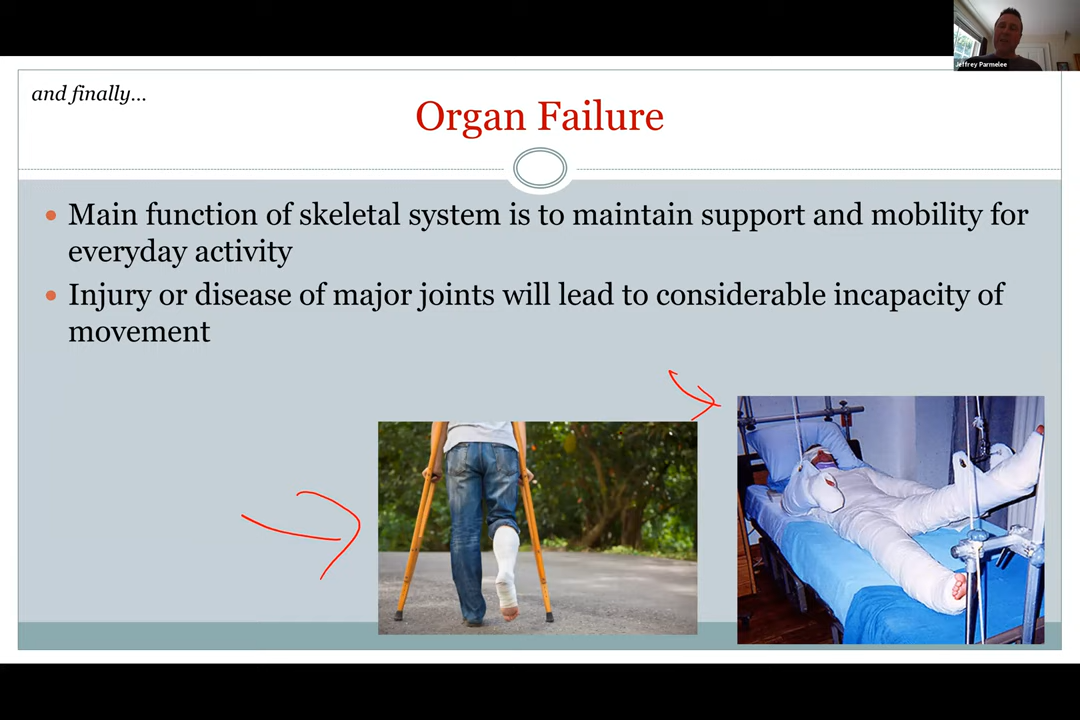 Jeffrey Parmelee
and finally...
Organ Failure
• Main function of skeletal system is to maintain support and mobility for
everyday activity
• Injury or disease of major joints will lead to considerable incapacity of
movement